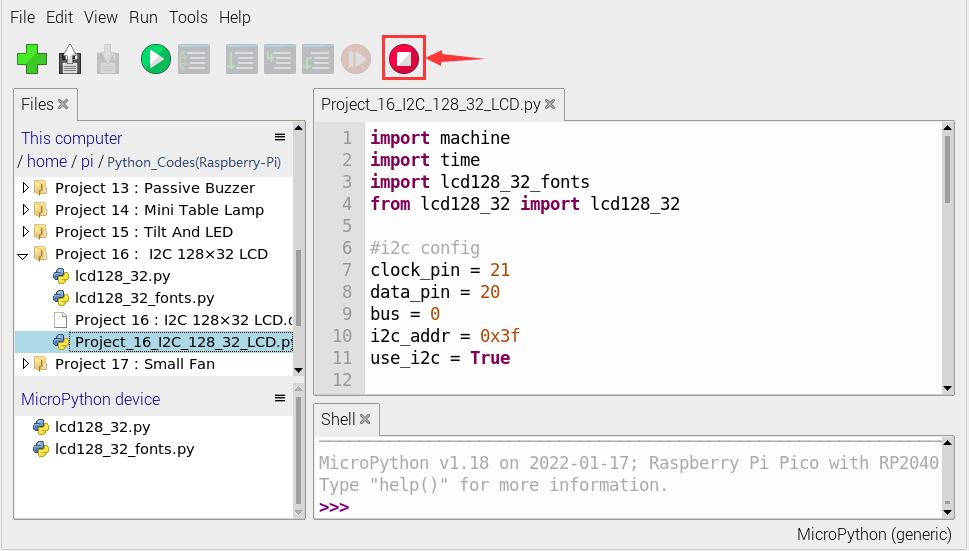 File Edit View Run Tools Help
Files
This computer
/ home / pi / Python_Codes(Raspberry-Pi)
Project 13 : Passive Buzzer
Project 14 : Mini Table Lamp
Project 15 : Tilt And LED
Project 16 : I2C 128×32 LCD
lcd128_32.py
lcd128_32_fonts.py
Project 16 : I2C 128×32 LCD.
Project_16_I2C_128_32_LCD.p
Project 17 : Small Fan
MicroPython device
lcd128_32.py
lcd128_32_fonts.py
Project_16_I2C_128_32_LCD.py
1 import machine
2 import time
3 import lcd128_32_fonts
4 from lcd128_32 import lcd128_32
5
6 #i2c config
7 clock_pin = 21
8 data_pin = 20
9 bus = 0
10 i2c_addr = 0x3f
11 use_i2c = True
12
Shell
MicroPython v1.18 on 2022-01-17; Raspberry Pi Pico with RP2040
Type "help()" for more information.
>>>
MicroPython (generic)